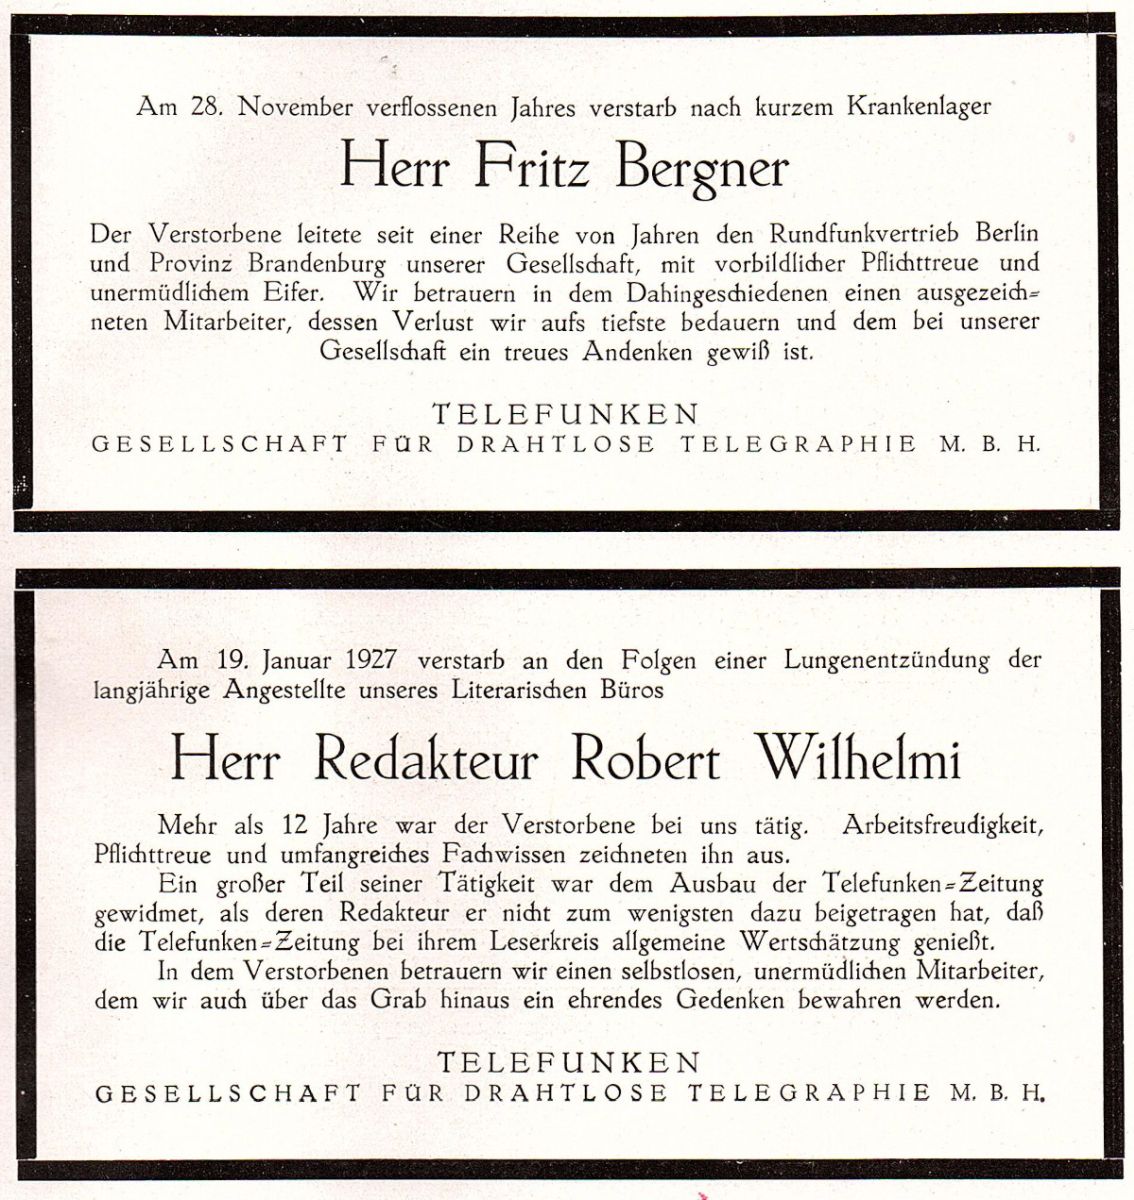 Am 28. November verflossenen Jahres verstarb nach kurzem Krankenlager
Herr Fritz Bergner
Der Verstorbene leitete seit einer Reihe von Jahren den Rundfunkvertrieb Berlin
und Provinz Brandenburg unserer Gesellschaft, mit vorbildlicher Pflichttreue und
unermüdlichem Eifer. Wir betrauern in dem Dahingeschiedenen einen ausgezeich-
neten Mitarbeiter, dessen Verlust wir aufs tiefste bedauern und dem bei unserer
Gesellschaft ein treues Andenken gewiß ist.
TELEFUNKEN
GESELLSCHAFT FÜR DRAHTLOSE TELEGRAPHIE M. B. H.
Am 19. Januar 1927 verstarb an den Folgen einer Lungenentzündung der
langjährige Angestellte unseres Literarischen Büros
Herr Redakteur Robert Wilhelmi
Mehr als 12 Jahre war der Verstorbene bei uns tätig. Arbeitsfreudigkeit,
Pflichttreue und umfangreiches Fachwissen zeichneten ihn aus.
Ein großer Teil seiner Tätigkeit war dem Ausbau der Telefunken-Zeitung
gewidmet, als deren Redakteur er nicht zum wenigsten dazu beigetragen hat, daß
die Telefunken-Zeitung bei ihrem Leserkreis allgemeine Wertschätzung genießt.
In dem Verstorbenen betrauern wir einen selbstlosen, unermüdlichen Mitarbeiter,
dem wir auch über das Grab hinaus ein ehrendes Gedenken bewahren werden.
TELEFUNKEN
GESELLSCHAFT FÜR DRAHTLOSE TELEGRAPHIE M. B. H.